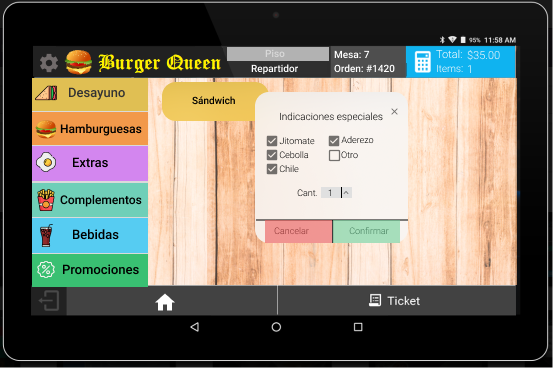 95% 11:58 AM
Burger Queen
Piso
Repartidor
Mesa: 7
Orden: #1420
Total: $35.00
Items: 1
Desayuno
Hamburguesas
Extras
Complementos
Bebidas
Promociones
Sándwich
Indicaciones especiales
Jitomate
Aderezo
Cebolla
Otro
Chile
Cant. 1
Cancelar
Confirmar
Ticket